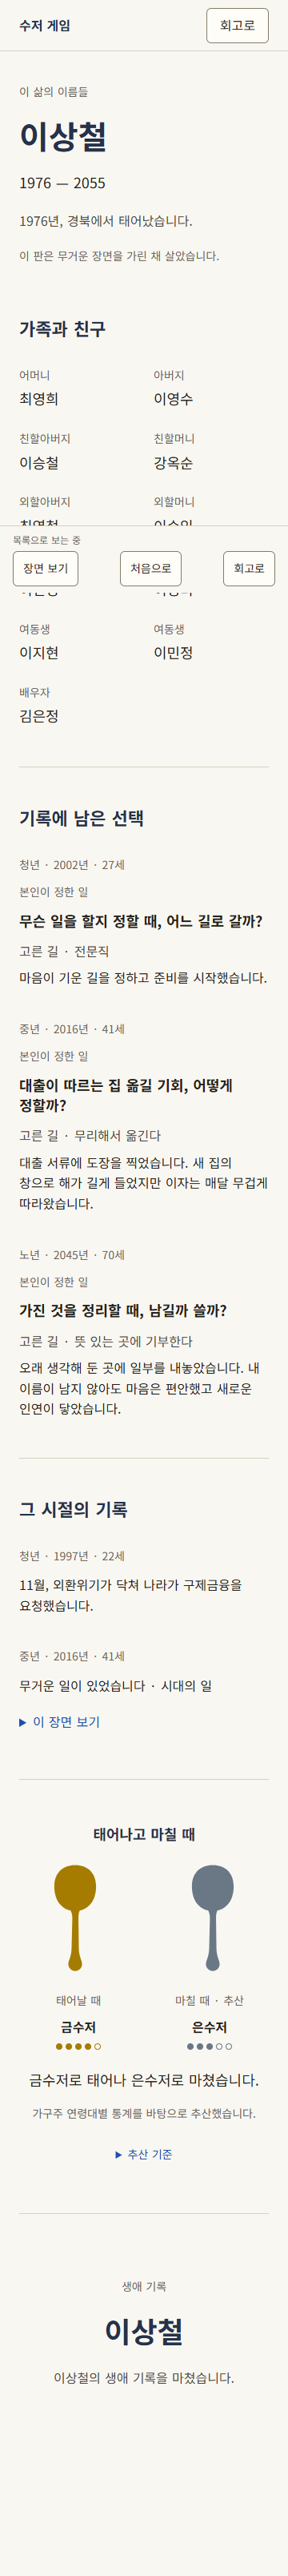 수저 게임
회고로
이 삶의 이름들
이상철
1976 — 2055
1976년, 경북에서 태어났습니다.
이 판은 무거운 장면을 가린 채 살았습니다.
가족과 친구
어머니
아버지
최영희
이영수
친할아버지
친할머니
이승철
강옥순
외할아버지
외할머니
목록으로 보는 중
장면 보기
처음으로
회고로
여동생
여동생
이지현
이민정
배우자
김은정
기록에 남은 선택
청년 · 2002년 · 27세
본인이 정한 일
무슨 일을 할지 정할 때, 어느 길로 갈까?
고른 길 · 전문직
마음이 기운 길을 정하고 준비를 시작했습니다.
중년 · 2016년 · 41세
본인이 정한 일
대출이 따르는 집 옮길 기회, 어떻게
정할까?
고른 길 · 무리해서 옮긴다
대출 서류에 도장을 찍었습니다. 새 집의
창으로 해가 길게 들었지만 이자는 매달 무겁게
따라왔습니다.
노년 · 2045년 · 70세
본인이 정한 일
가진 것을 정리할 때, 남길까 쓸까?
고른 길 · 뜻 있는 곳에 기부한다
오래 생각해 둔 곳에 일부를 내놓았습니다. 내
이름이 남지 않아도 마음은 편안했고 새로운
인연이 닿았습니다.
그 시절의 기록
청년 · 1997년 · 22세
11월, 외환위기가 닥쳐 나라가 구제금융을
요청했습니다.
중년 · 2016년 · 41세
무거운 일이 있었습니다 · 시대의 일
이 장면 보기
태어나고 마칠 때
태어날 때
마칠 때 · 추산
금수저
은수저
금수저로 태어나 은수저로 마쳤습니다.
가구주 연령대별 통계를 바탕으로 추산했습니다.
추산 기준
생애 기록
이상철
이상철의 생애 기록을 마쳤습니다.